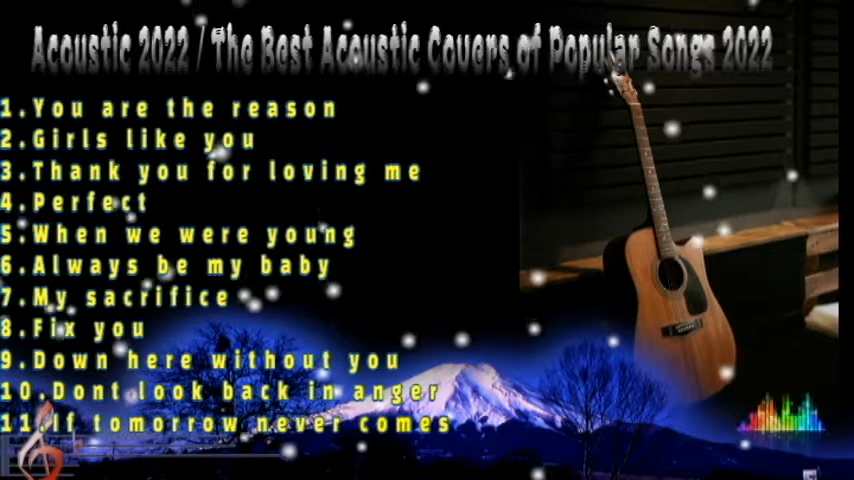 Acoustic 2022 / The Best Acoustic Covers of Popular Songs 2022
1.You are the reason
2.Girls like you
3.Thank you for loving me
4.Perfect
5.When we were young
6.Always be my baby
7.My sacrifice
8.Fix you
9.Down here without you
10.Dont look back in anger
11.If tomorrow never comes